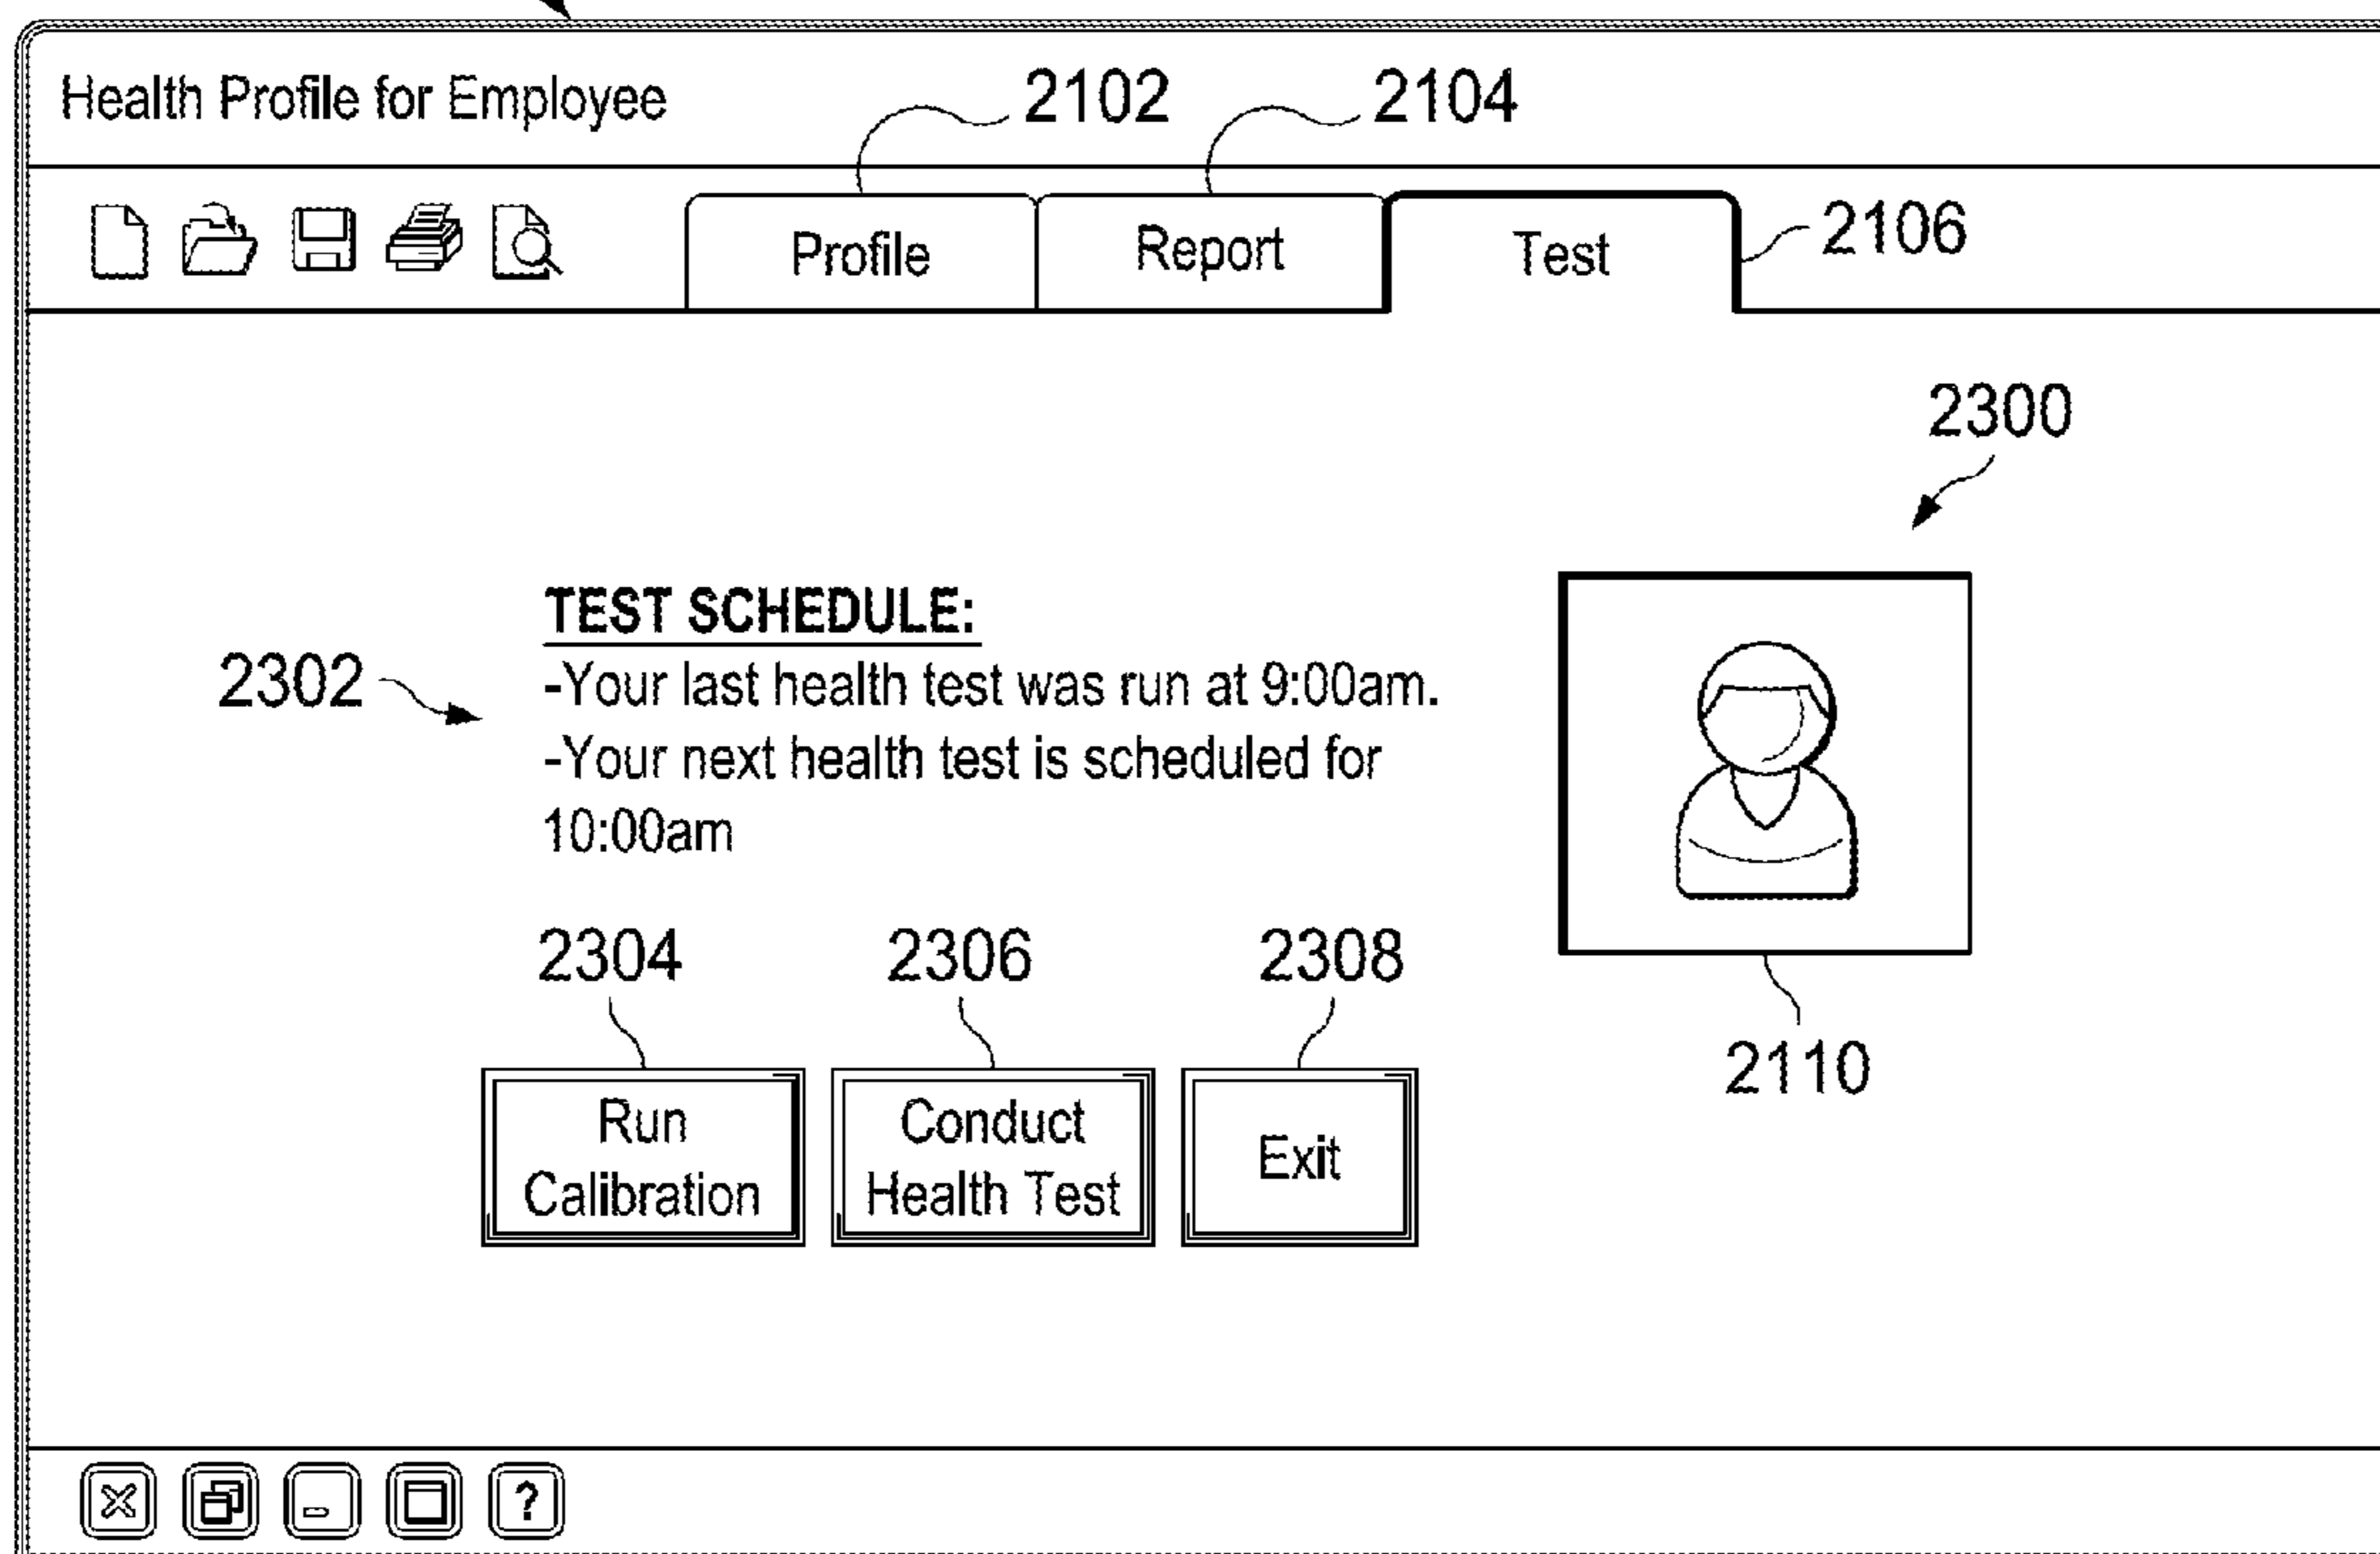 Health Profile for Employee
2102
2104
Profile
Report
Test
2106
2300
TEST SCHEDULE:
2302
-Your last health test was run at 9:00am.
-Your next health test is scheduled for
10:00am
2304
2306
2308
2110
Run
Calibration
Conduct
Health Test
Exit
?